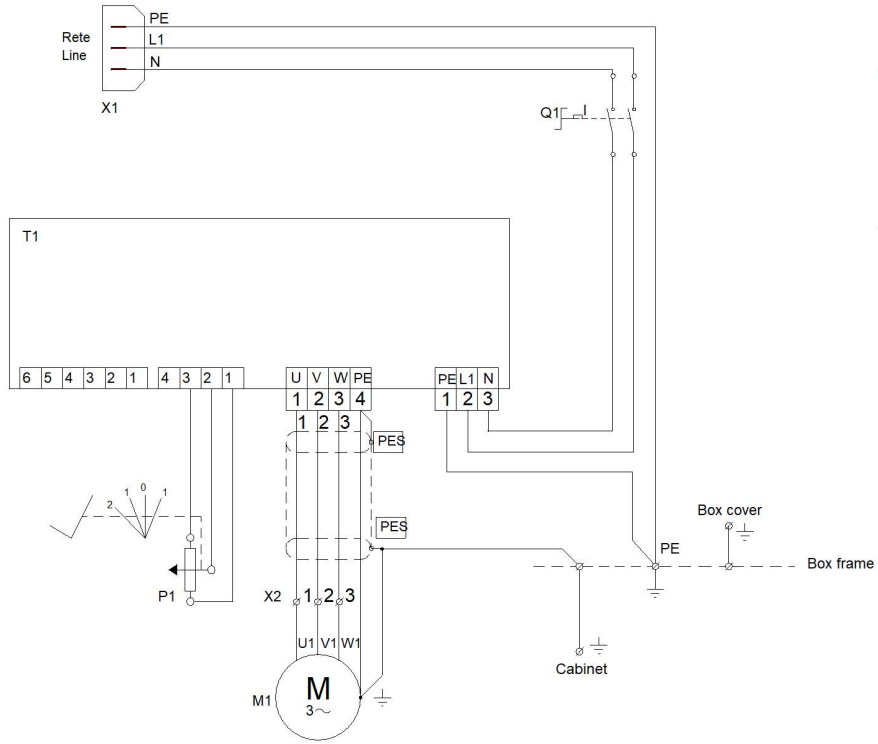 PE
Rete
L1
Line
N
X1
Q1
I
T1
6 5 4 3 2 1 4 3 2 1 U V W PE PE L1 N
1 2 3 4 1 2 3
1 2 3
PES
2 1 0 1
PES
Box cover
PE
Box frame
P1
X2 1 2 3
U1 V1 W1
Cabinet
M1
M
3~